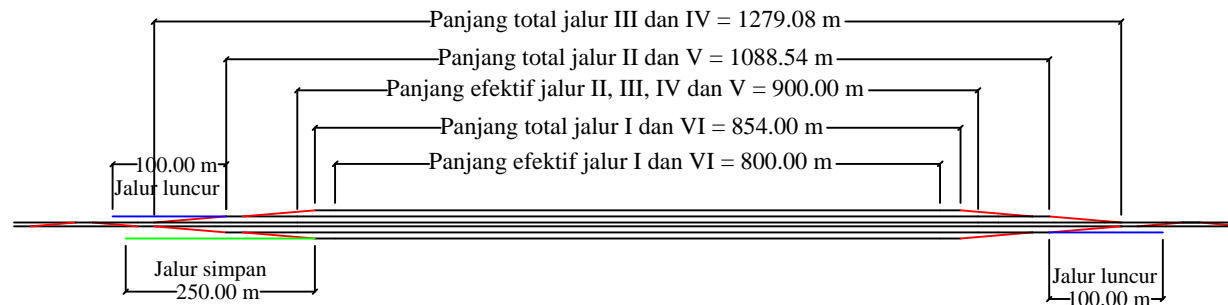 Panjang total jalur III dan IV = 1279.08 m
Panjang total jalur II dan V = 1088.54 m
Panjang efektif jalur II, III, IV dan V = 900.00 m
Panjang total jalur I dan VI = 854.00 m
Panjang efektif jalur I dan VI = 800.00 m
100.00 m
Jalur luncur
Jalur simpan
250.00 m
Jalur luncur
100.00 m